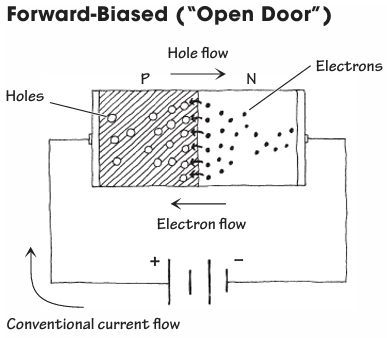 Forward-Biased (“Open Door”)
Hole flow
P
N
Electrons
Holes
Electron flow
+
−
Conventional current flow